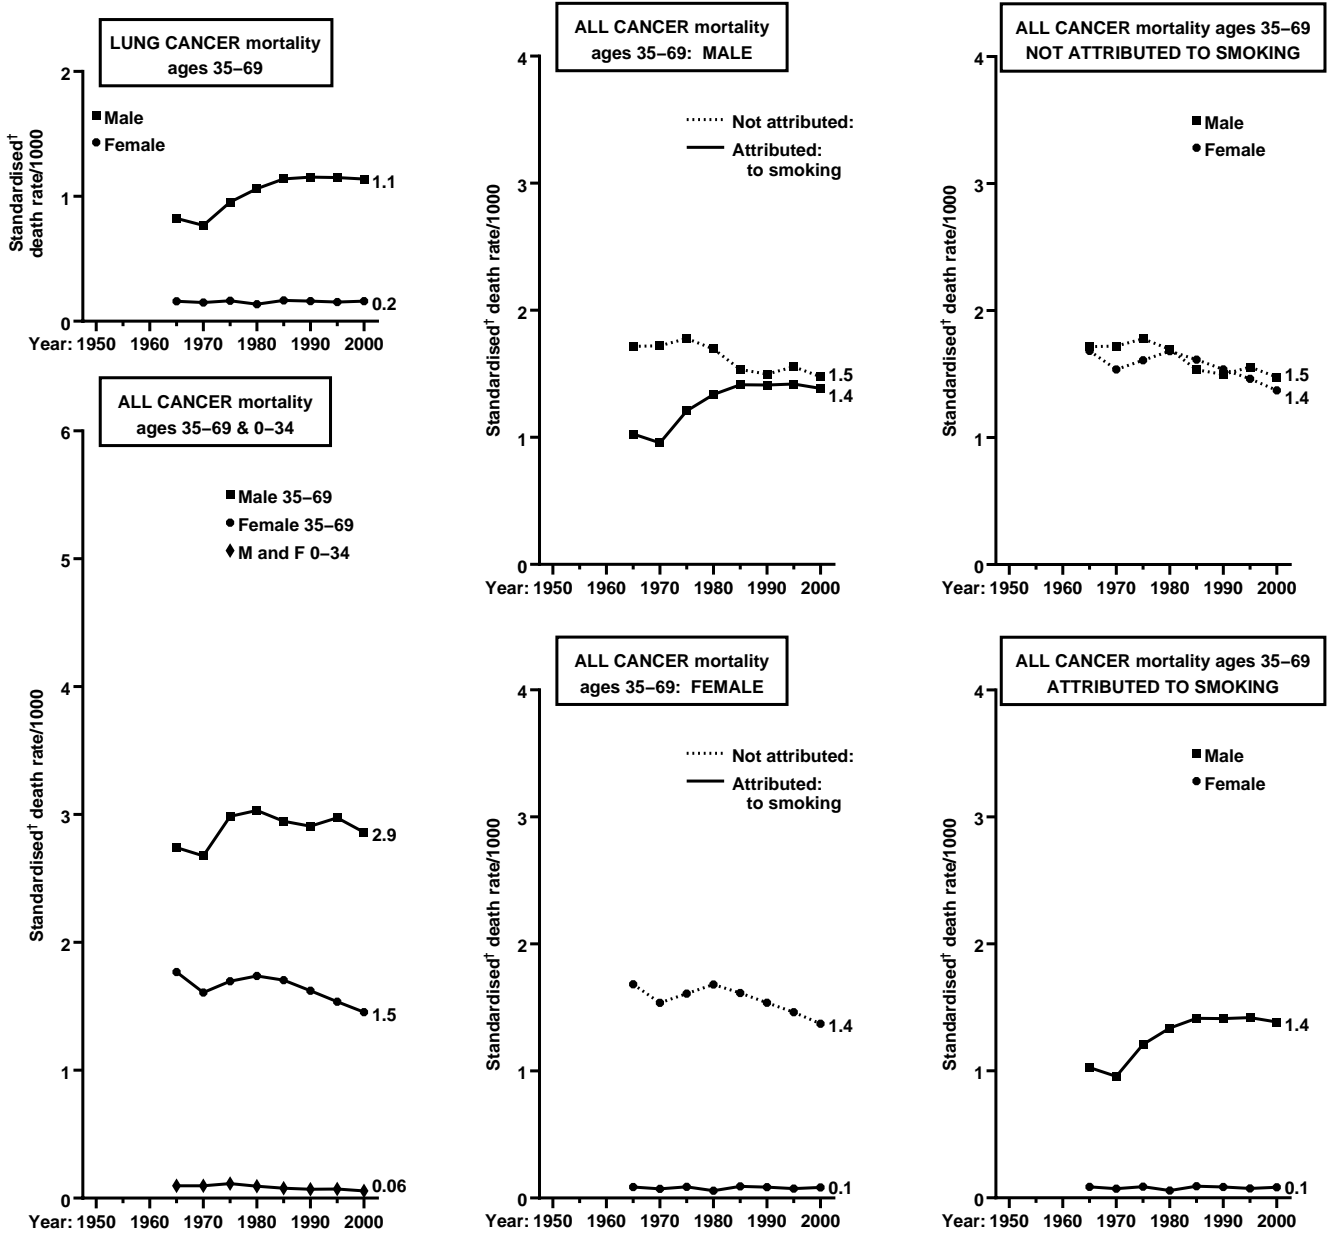 LUNG CANCER mortality
ages 35–69
2
1
0
Standardised†
death rate/1000
Male
Female
1.1
0.2
Year: 1950 1960 1970 1980 1990 2000
ALL CANCER mortality
ages 35–69 & 0–34
6
5
4
3
2
1
0
Standardised† death rate/1000
Male 35–69
Female 35–69
M and F 0–34
2.9
1.5
0.06
Year: 1950 1960 1970 1980 1990 2000
ALL CANCER mortality
ages 35–69: MALE
4
3
2
1
0
Standardised† death rate/1000
Not attributed:
Attributed:
to smoking
1.5
1.4
Year: 1950 1960 1970 1980 1990 2000
ALL CANCER mortality
ages 35–69: FEMALE
4
3
2
1
0
Standardised† death rate/1000
Not attributed:
Attributed:
to smoking
1.4
0.1
Year: 1950 1960 1970 1980 1990 2000
ALL CANCER mortality ages 35–69
NOT ATTRIBUTED TO SMOKING
4
3
2
1
0
Standardised† death rate/1000
Male
Female
1.5
1.4
Year: 1950 1960 1970 1980 1990 2000
ALL CANCER mortality ages 35–69
ATTRIBUTED TO SMOKING
4
3
2
1
0
Standardised† death rate/1000
Male
Female
1.4
0.1
Year: 1950 1960 1970 1980 1990 2000